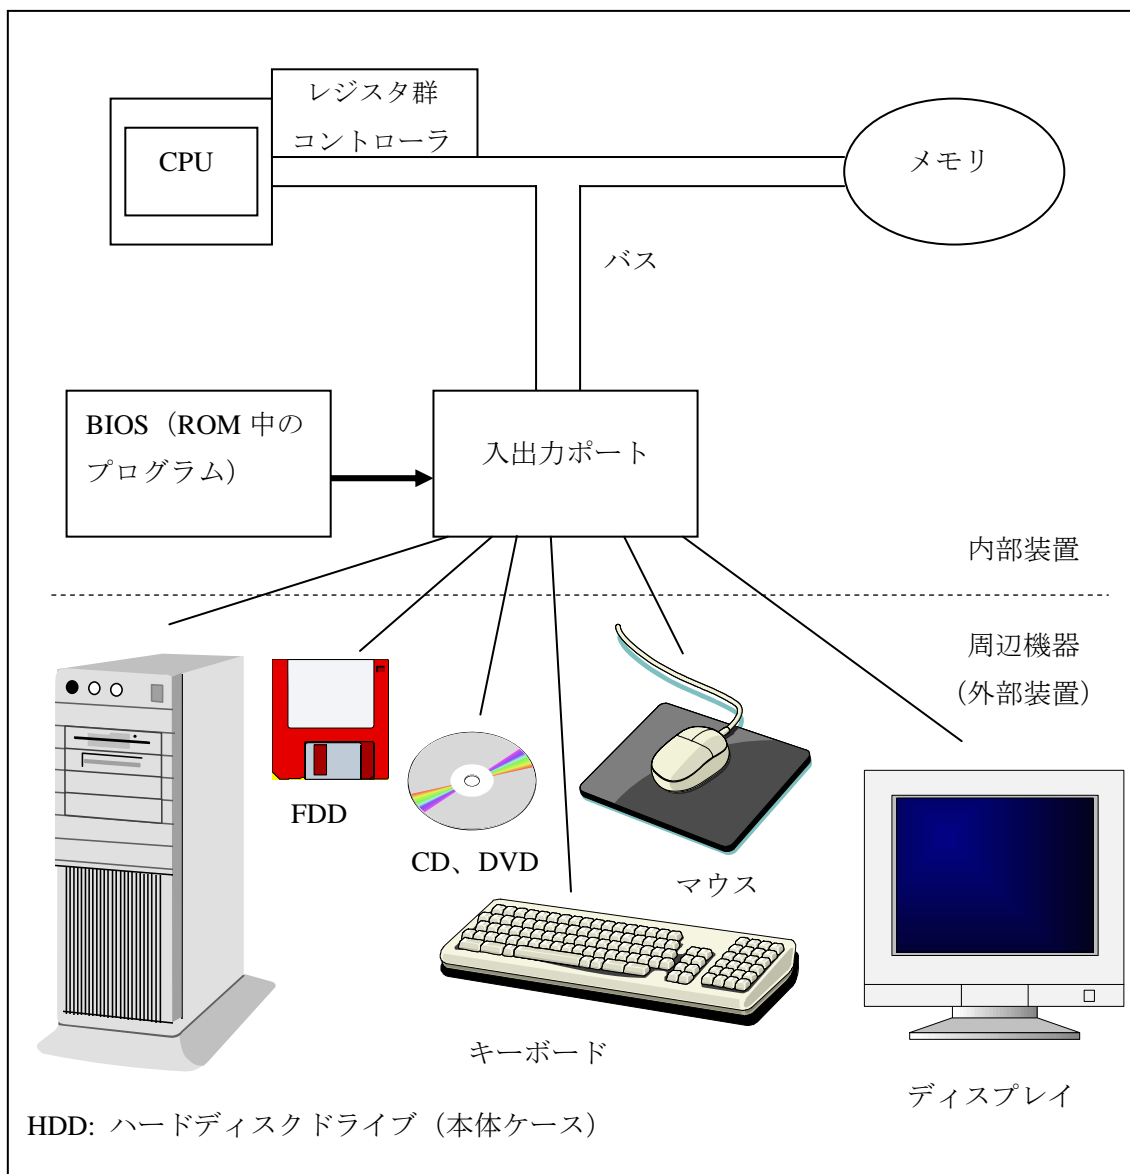 レジスタ群
コントローラ
CPU
メモリ
バス
BIOS（ROM 中の
プログラム）
入出力ポート
内部装置
周辺機器
（外部装置）
FDD
CD、DVD
マウス
キーボード
ディスプレイ
HDD: ハードディスクドライブ（本体ケース）